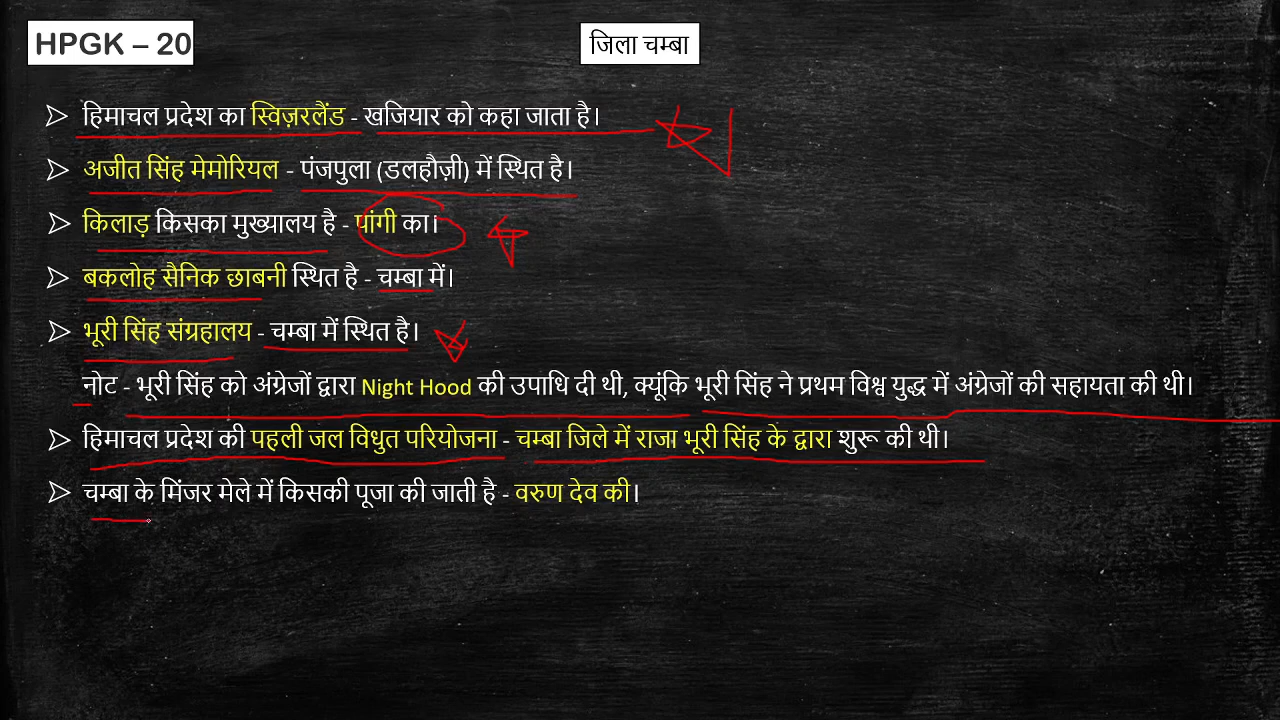 HPGK – 20
जिला चम्बा
हिमाचल प्रदेश का स्विज़रलैंड - खजियार को कहा जाता है।
अजीत सिंह मेमोरियल - पंजपुला (डलहौज़ी) में स्थित है।
किलाड़ किसका मुख्यालय है - पांगी का।
बकलोह सैनिक छाबनी स्थित है - चम्बा में।
भूरी सिंह संग्रहालय - चम्बा में स्थित है।
नोट - भूरी सिंह को अंग्रेजों द्वारा Night Hood की उपाधि दी थी, क्यूंकि भूरी सिंह ने प्रथम विश्व युद्ध में अंग्रेजों की सहायता की थी।
हिमाचल प्रदेश की पहली जल विधुत परियोजना - चम्बा जिले में राजा भूरी सिंह के द्वारा शुरू की थी।
चम्बा के मिंजर मेले में किसकी पूजा की जाती है - वरुण देव की।